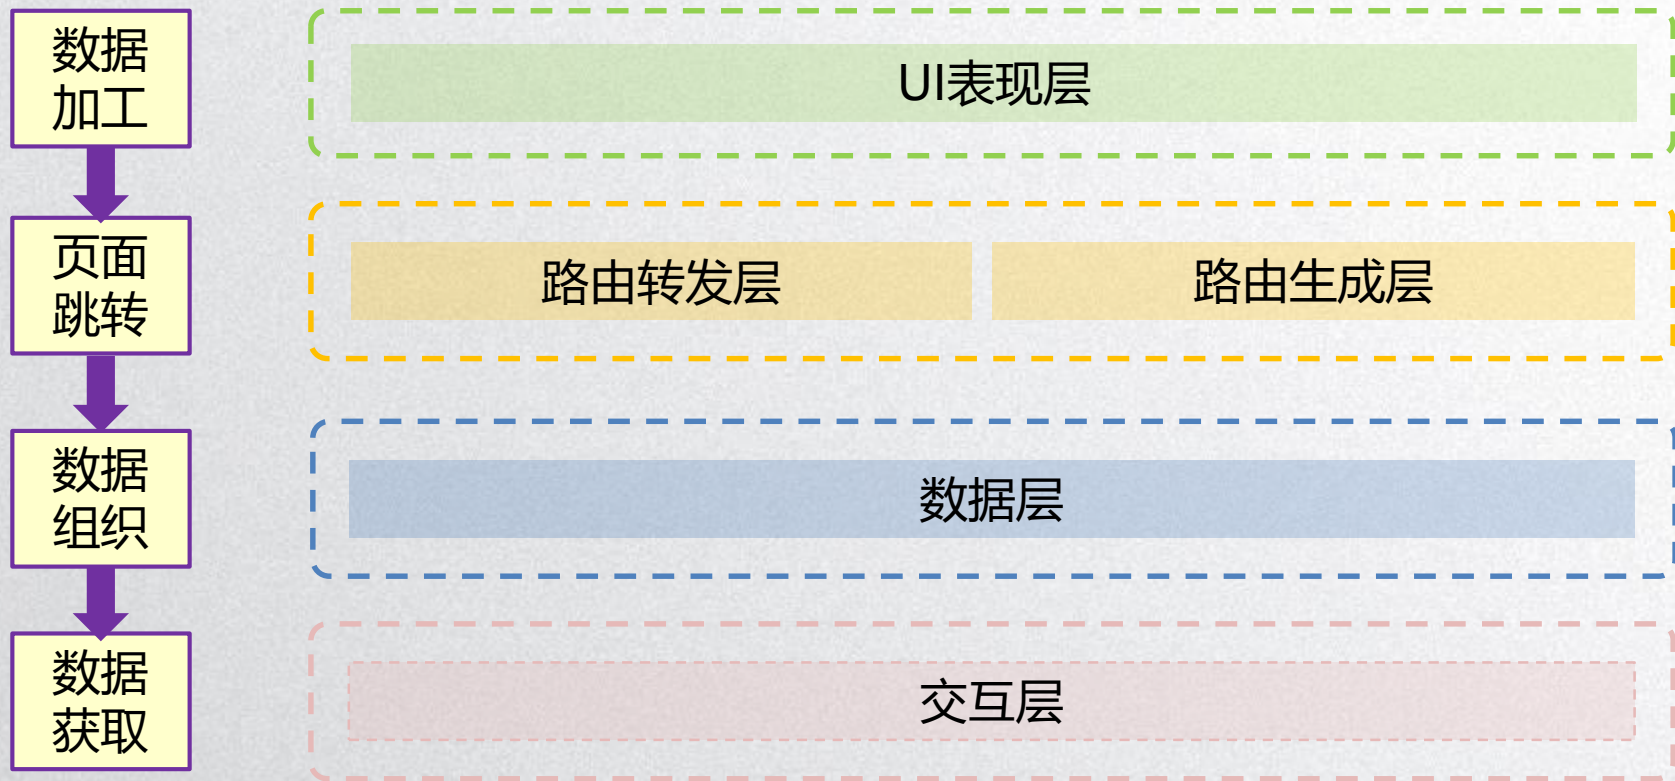 数据
加工
UI表现层
页面
跳转
路由转发层
路由生成层
数据
组织
数据层
数据
获取
交互层